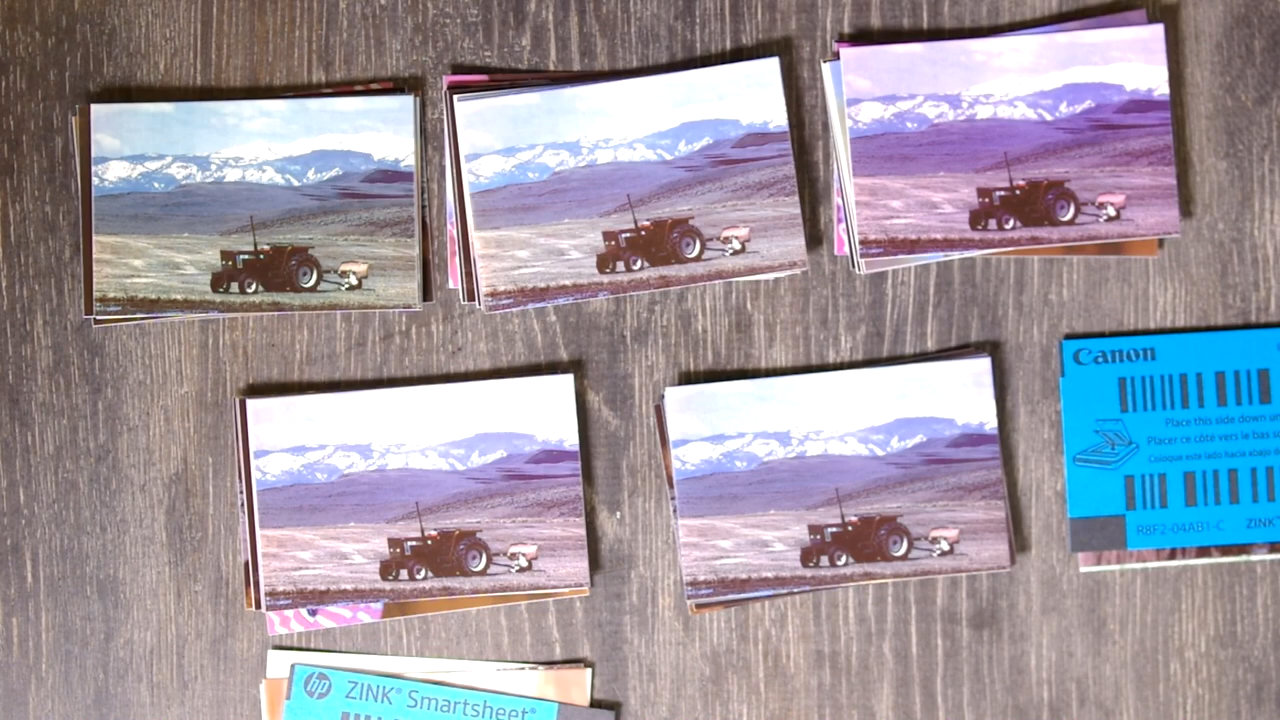 Canon
Place this side down
Placer ce côté vers le bas
Coloque este lado hacia abajo
R8F2-04AB1-C ZINK
hp ZINK® Smartsheet®